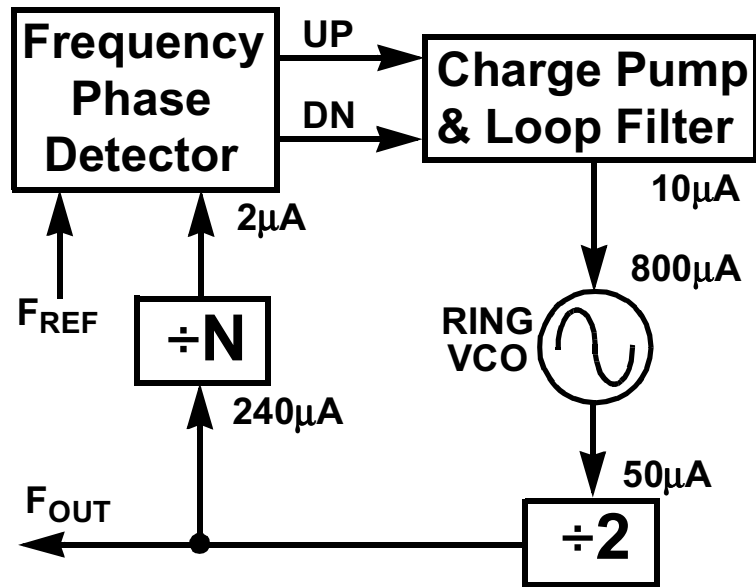 Frequency
Phase
Detector
UP
DN
Charge Pump
& Loop Filter
10μA
2μA
800μA
F_REF
÷N
RING
VCO
240μA
50μA
F_OUT
÷2